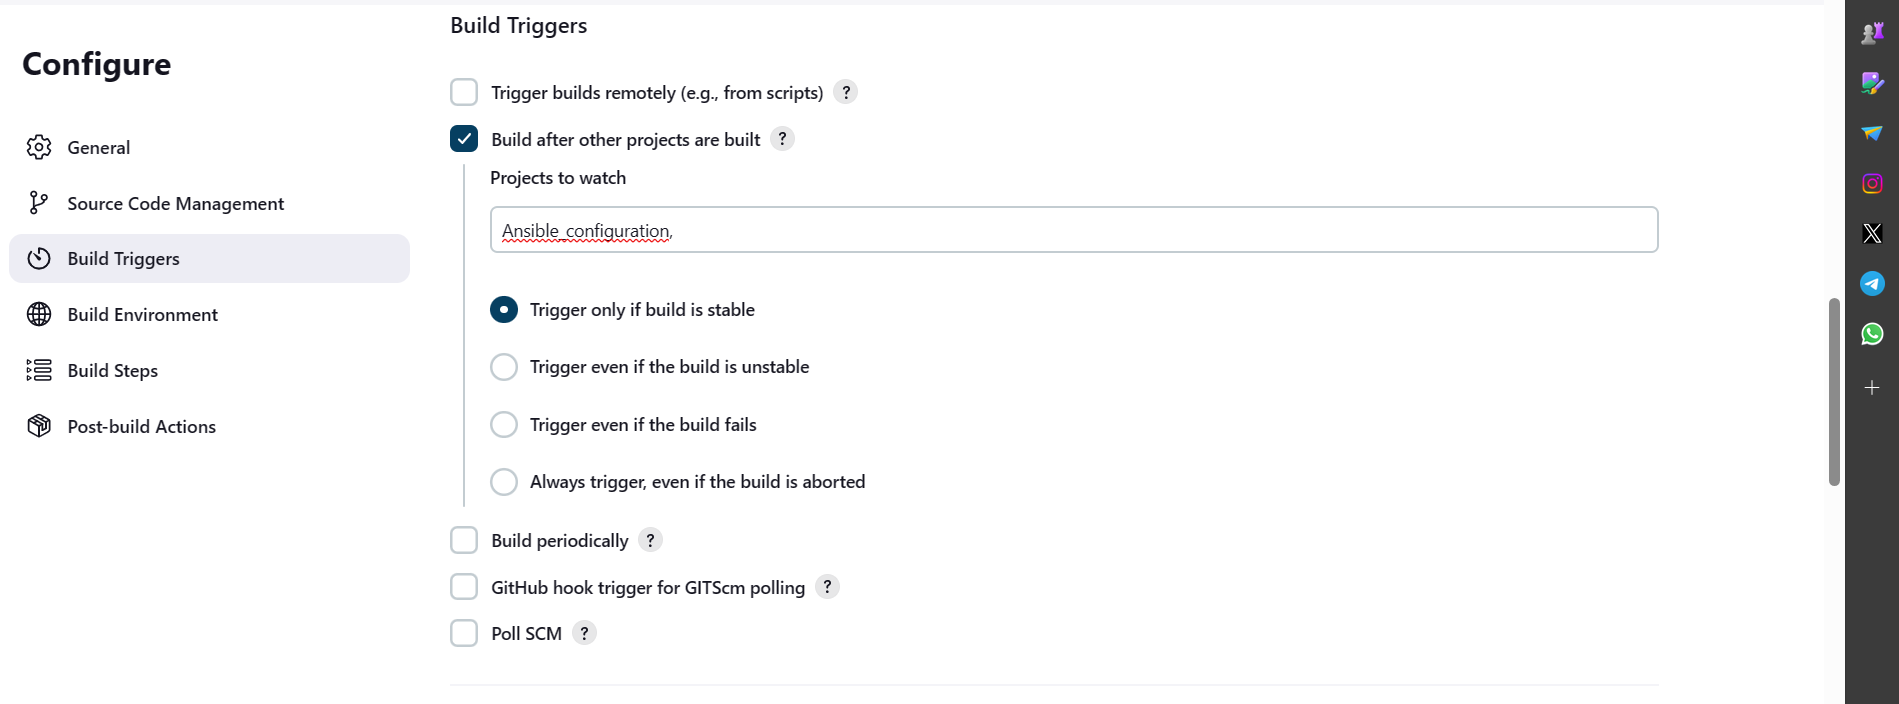 Configure
General
Source Code Management
Build Triggers
Build Environment
Build Steps
Post-build Actions
Build Triggers
Trigger builds remotely (e.g., from scripts) ?
Build after other projects are built ?
Projects to watch
Ansible_configuration,
Trigger only if build is stable
Trigger even if the build is unstable
Trigger even if the build fails
Always trigger, even if the build is aborted
Build periodically ?
GitHub hook trigger for GITScm polling ?
Poll SCM ?